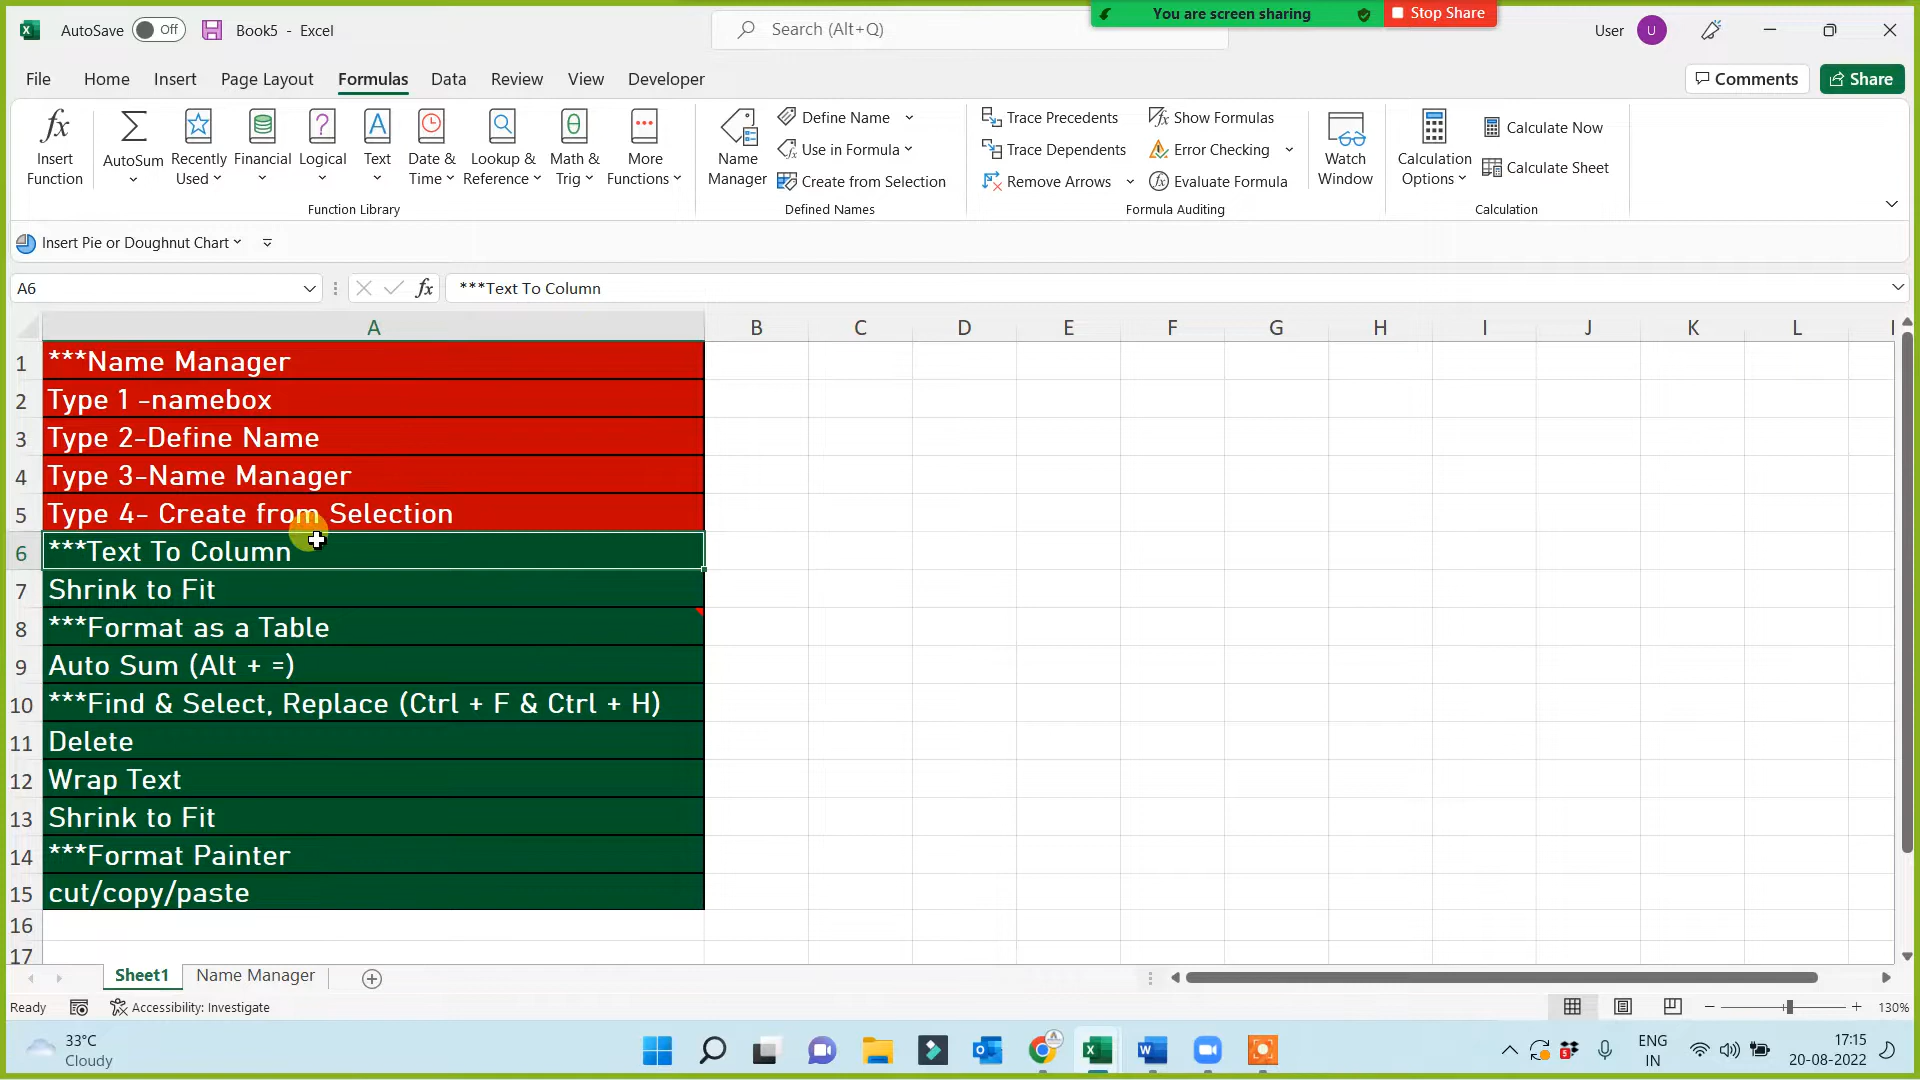 You are screen sharing
Stop Share
AutoSave Off Book5 - Excel
Search (Alt+Q)
User U
File Home Insert Page Layout Formulas Data Review View Developer
Comments Share
Insert Function
AutoSum
Recently Used
Financial
Logical
Text
Date & Time
Lookup & Reference
Math & Trig
More Functions
Function Library
Name Manager
Define Name
Use in Formula
Create from Selection
Defined Names
Trace Precedents
Trace Dependents
Remove Arrows
Show Formulas
Error Checking
Evaluate Formula
Formula Auditing
Watch Window
Calculation Options
Calculate Now
Calculate Sheet
Calculation
Insert Pie or Doughnut Chart
A6
fx ***Text To Column
A B C D E F G H I J K L
1 ***Name Manager
2 Type 1 -namebox
3 Type 2-Define Name
4 Type 3-Name Manager
5 Type 4- Create from Selection
6 ***Text To Column
7 Shrink to Fit
8 ***Format as a Table
9 Auto Sum (Alt + =)
10 ***Find & Select, Replace (Ctrl + F & Ctrl + H)
11 Delete
12 Wrap Text
13 Shrink to Fit
14 ***Format Painter
15 cut/copy/paste
16
17
Sheet1 Name Manager
Ready Accessibility: Investigate 130%
33°C
Cloudy
ENG
IN
17:15
20-08-2022